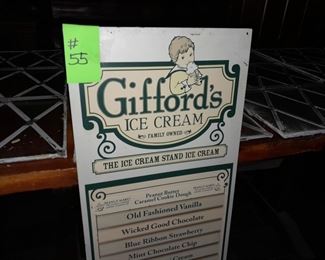 #
55
Gifford's
ICE CREAM
FAMILY OWNED
THE ICE CREAM STAND ICE CREAM
Peanut Butter
Caramel Cookie Dough
Old Fashioned Vanilla
Wicked Good Chocolate
Blue Ribbon Strawberry
Mint Chocolate Chip
Cream